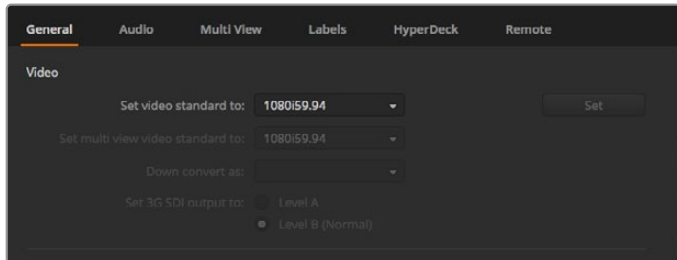 General Audio Multi View Labels HyperDeck Remote
Video
Set video standard to: 1080i59.94 Set
Set multi view video standard to: 1080i59.94
Down convert as:
Set 3G SDI output to: Level A
Level B (Normal)